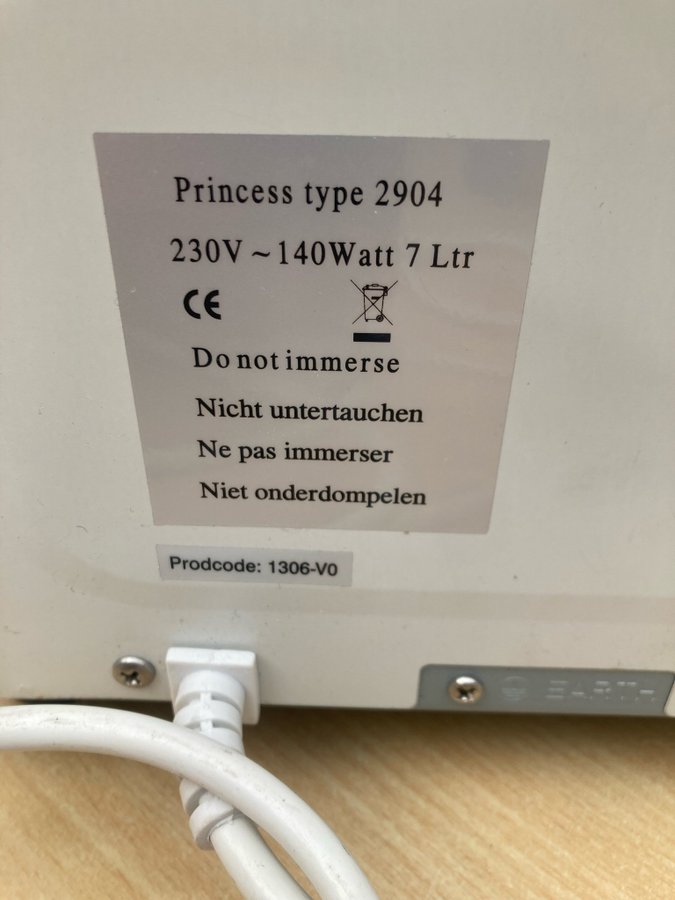 Princess type 2904
230V ~ 140Watt 7 Ltr
CE
Do not immerse
Nicht untertauchen
Ne pas immerser
Niet onderdompelen
Prodcode: 1306-V0
EARTH